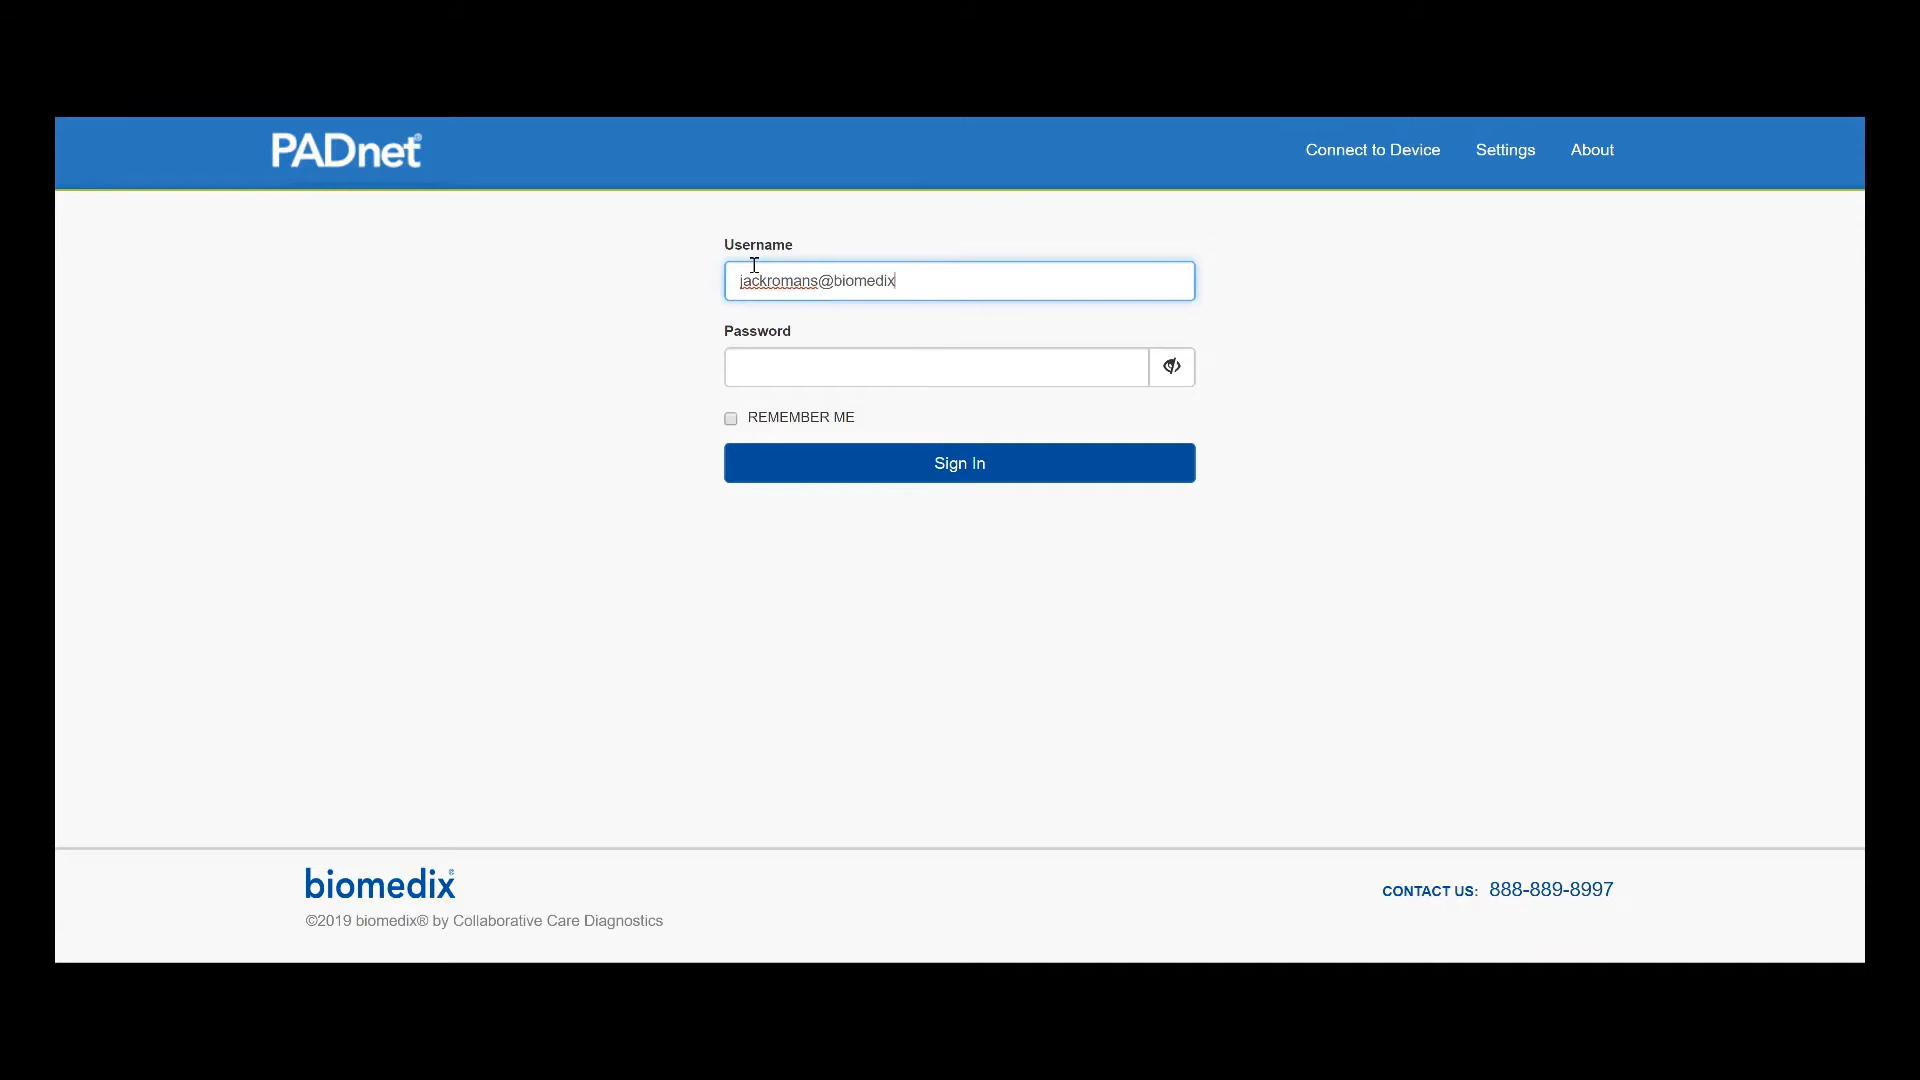 PADnet®
Connect to Device Settings About
Username
jackromans@biomedix
Password
REMEMBER ME
Sign In
biomedix®
©2019 biomedix® by Collaborative Care Diagnostics
CONTACT US: 888-889-8997